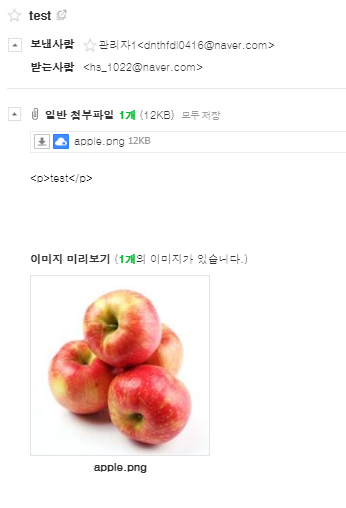 test
보낸사람 관리자1<dnthfdl0416@naver.com>
받는사람 <hs_1022@naver.com>
일반 첨부파일 1개 (12KB) 모두 저장
apple.png 12KB
<p>test</p>
이미지 미리보기 (1개의 이미지가 있습니다.)
apple.png